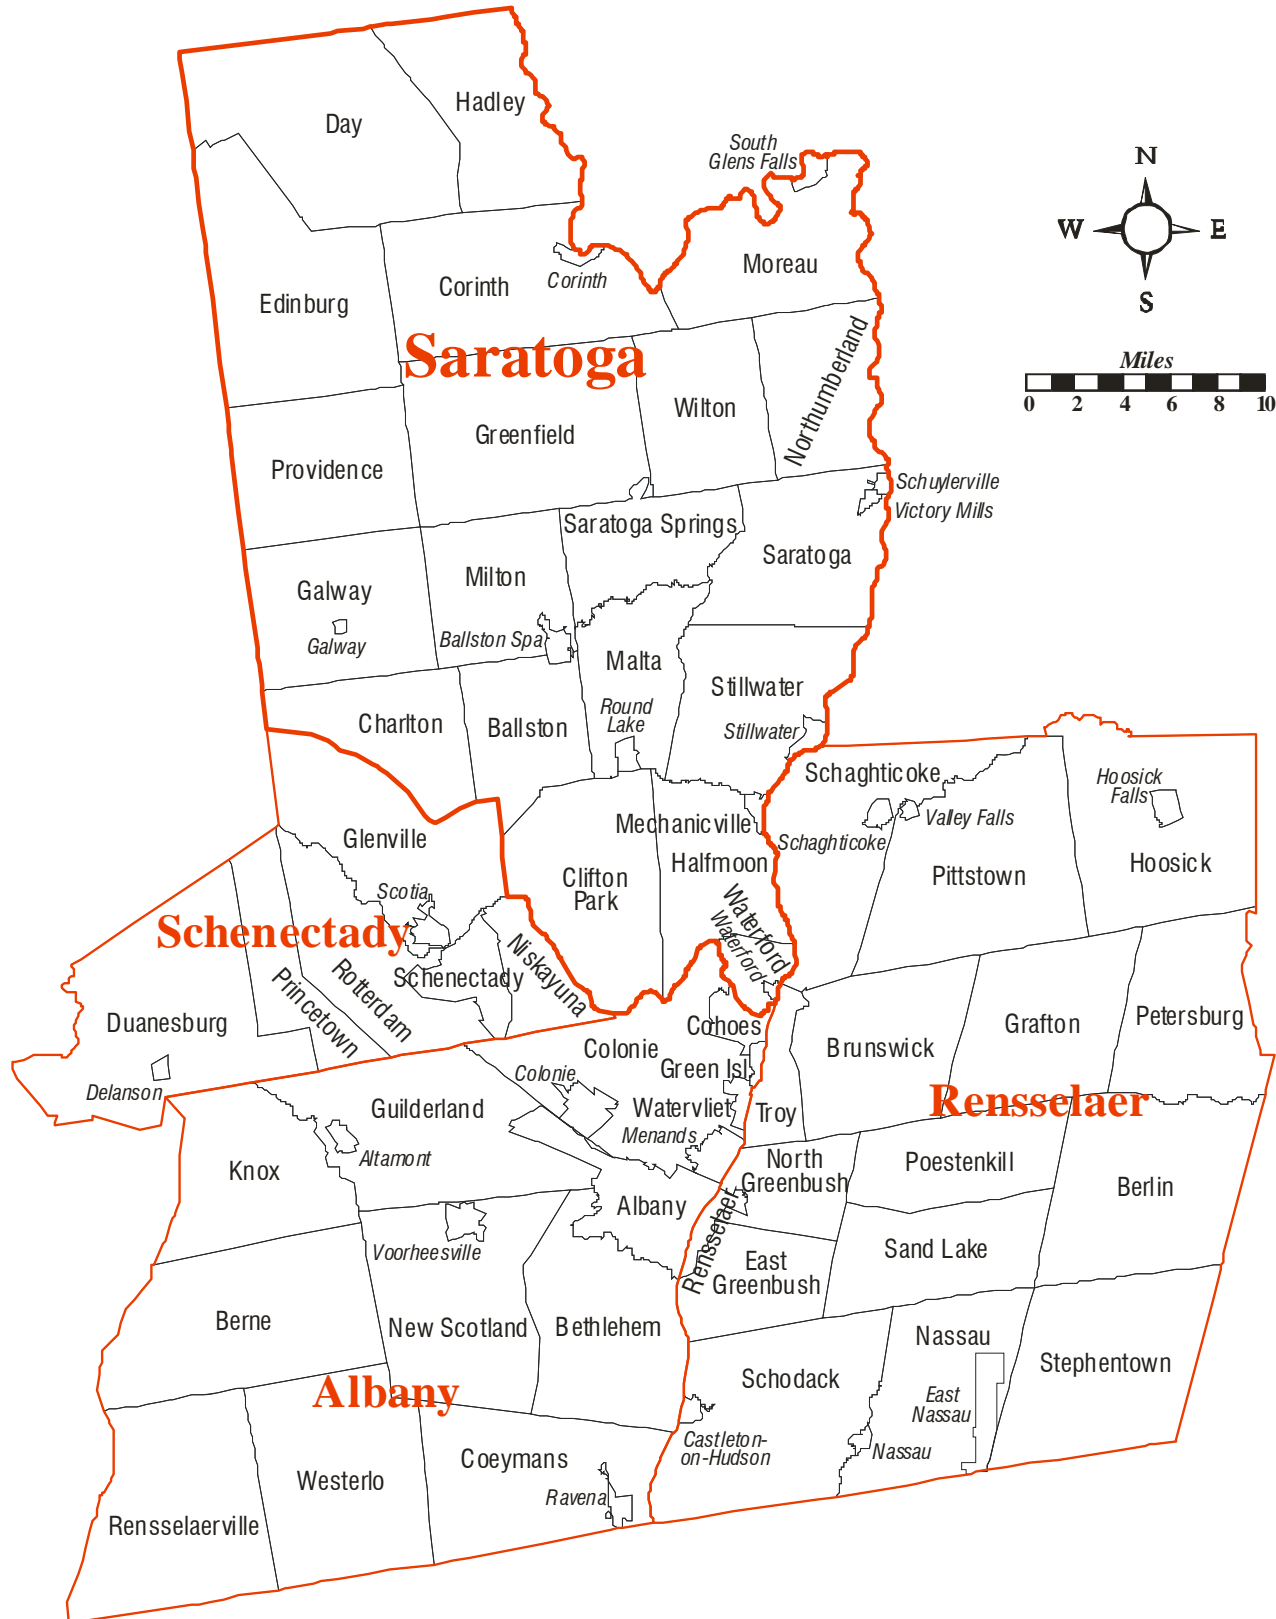 Hadley
Day
South
Glens Falls
N
W
E
S
Moreau
Corinth
Corinth
Edinburg
Saratoga
Northumberland
Miles
0 2 4 6 8 10
Wilton
Greenfield
Providence
Schuylerville
Victory Mills
Saratoga Springs
Saratoga
Milton
Galway
Galway
Ballston Spa
Malta
Stillwater
Round
Lake
Stillwater
Charlton
Ballston
Schaghticoke
Hoosick
Falls
Mechanicville
Valley Falls
Schaghticoke
Glenville
Halfmoon
Hoosick
Pittstown
Clifton
Park
Scotia
Waterford
Waterford
Schenectady
Niskayuna
Schenectady
Rotterdam
Princetown
Duanesburg
Cohoes
Grafton
Petersburg
Colonie
Brunswick
Green Isl
Colonie
Delanson
Rensselaer
Guilderland
Watervliet
Troy
Menands
Altamont
North
Greenbush
Poestenkill
Knox
Berlin
Albany
Rensselaer
Voorheesville
Sand Lake
East
Greenbush
Berne
New Scotland
Bethlehem
Nassau
Stephentown
Schodack
Albany
East
Nassau
Castleton-
on-Hudson
Nassau
Coeymans
Westerlo
Ravena
Rensselaerville